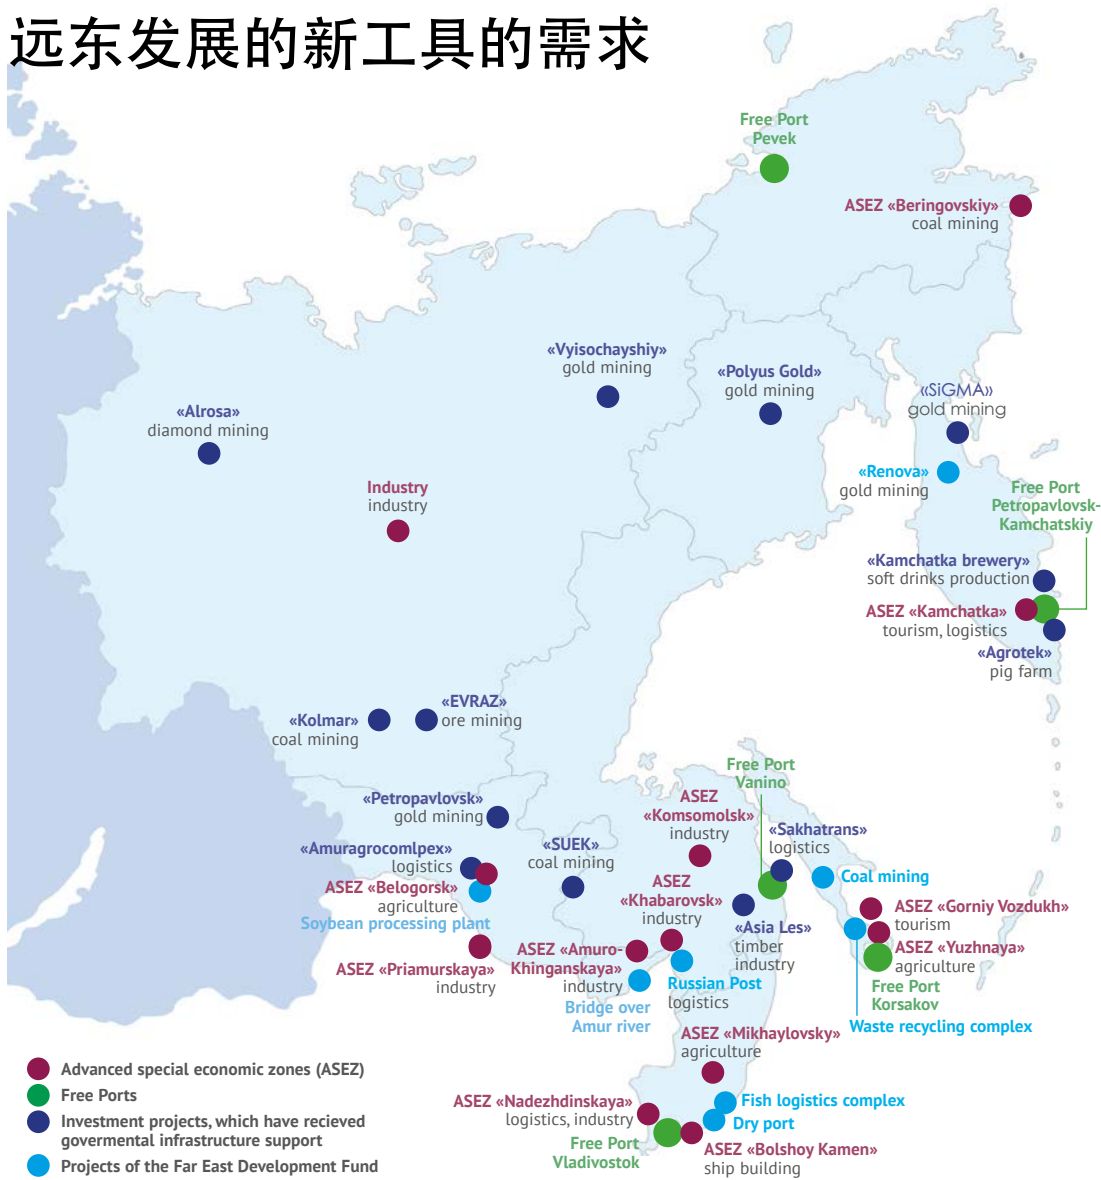 远东发展的新工具的需求
Free Port
Pevek
ASEZ «Beringovskiy»
coal mining
«Vyisochayshiy»
gold mining
«Polyus Gold»
gold mining
«SiGMA»
gold mining
«Alrosa»
diamond mining
«Renova»
gold mining
Free Port
Petropavlovsk-
Kamchatskiy
Industry
industry
«Kamchatka brewery»
soft drinks production
ASEZ «Kamchatka»
tourism, logistics
«Agrotek»
pig farm
«Kolmar»
coal mining
«EVRAZ»
ore mining
Free Port
Vanino
«Petropavlovsk»
gold mining
ASEZ
«Komsomolsk»
industry
«Sakhatrans»
logistics
«Amuragrocomlpex»
logistics
«SUEK»
coal mining
Coal mining
ASEZ «Belogorsk»
agriculture
Soybean processing plant
ASEZ
«Khabarovsk»
industry
ASEZ «Gorniy Vozdukh»
tourism
«Asia Les»
timber
industry
ASEZ «Yuzhnaya»
agriculture
ASEZ «Priamurskaya»
industry
ASEZ «Amuro-
Khinganskaya»
industry
Russian Post
logistics
Free Port
Korsakov
Bridge over
Amur river
Waste recycling complex
ASEZ «Mikhaylovsky»
agriculture
ASEZ «Nadezhdinskaya»
logistics, industry
Fish logistics complex
Dry port
Free Port
Vladivostok
ASEZ «Bolshoy Kamen»
ship building
Advanced special economic zones (ASEZ)
Free Ports
Investment projects, which have recieved
govermental infrastructure support
Projects of the Far East Development Fund